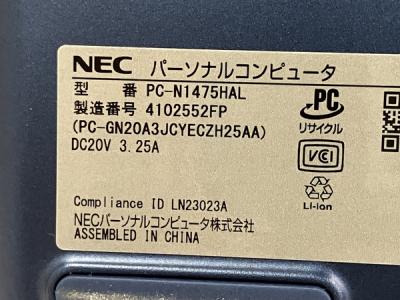 NEC パーソナルコンピュータ
型 番 PC-N1475HAL
製造番号 4102552FP
(PC-GN20A3JCYECZH25AA)
DC20V 3.25A
PC
リサイクル
VCCI
Li-ion
Compliance ID LN23023A
NECパーソナルコンピュータ株式会社
ASSEMBLED IN CHINA